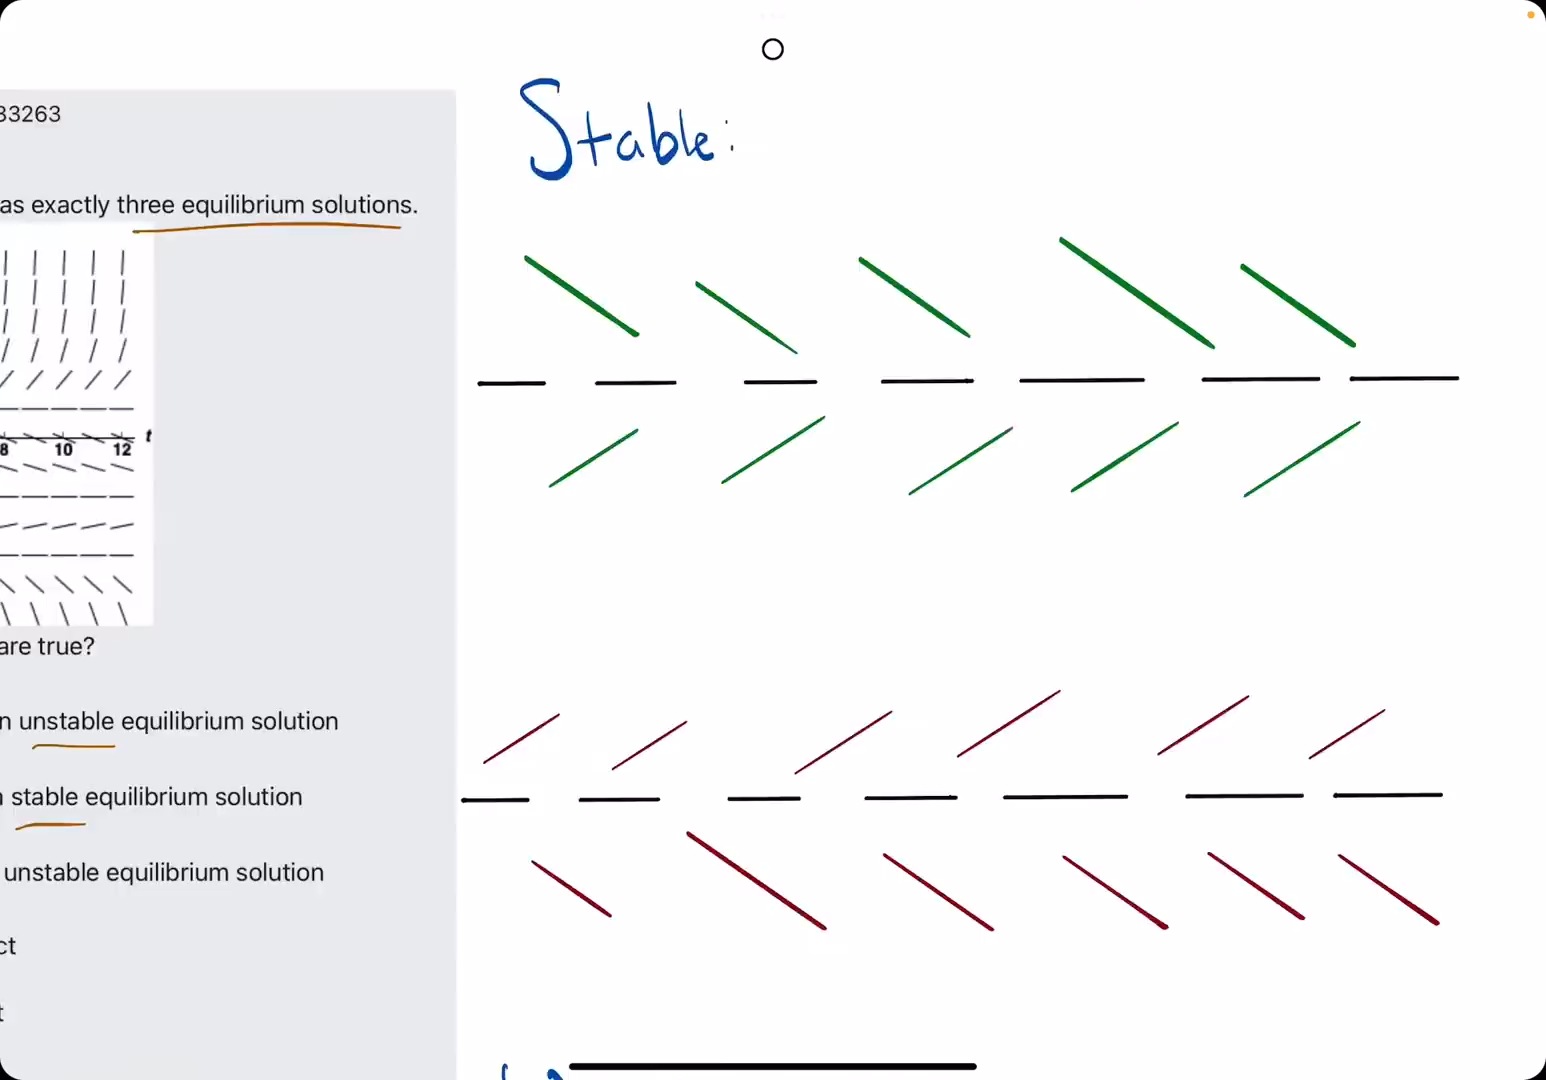 33263
Stable:
as exactly three equilibrium solutions.
t
8 10 12
are true?
n unstable equilibrium solution
stable equilibrium solution
unstable equilibrium solution
ct
t